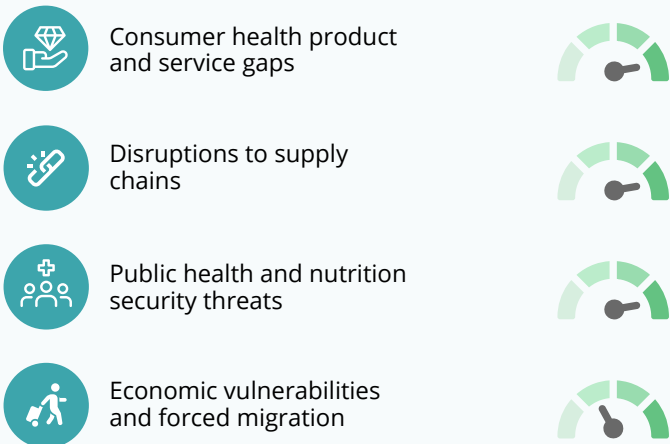 Consumer health product
and service gaps
Disruptions to supply
chains
Public health and nutrition
security threats
Economic vulnerabilities
and forced migration